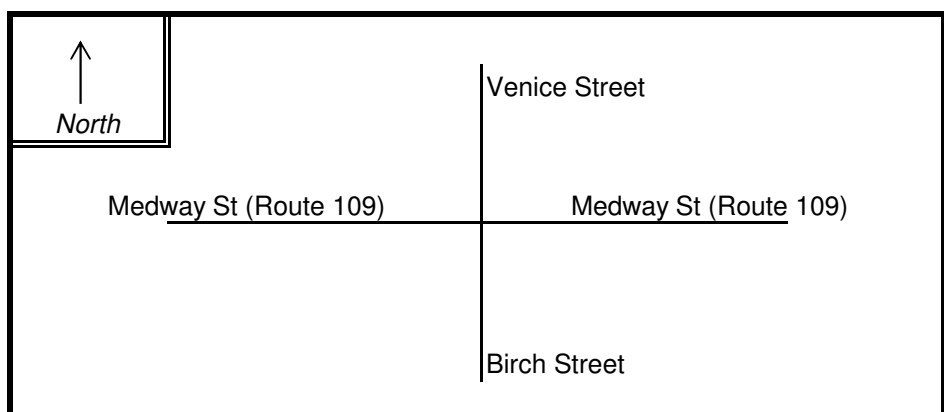 Venice Street
North
Medway St (Route 109) Medway St (Route 109)
Birch Street